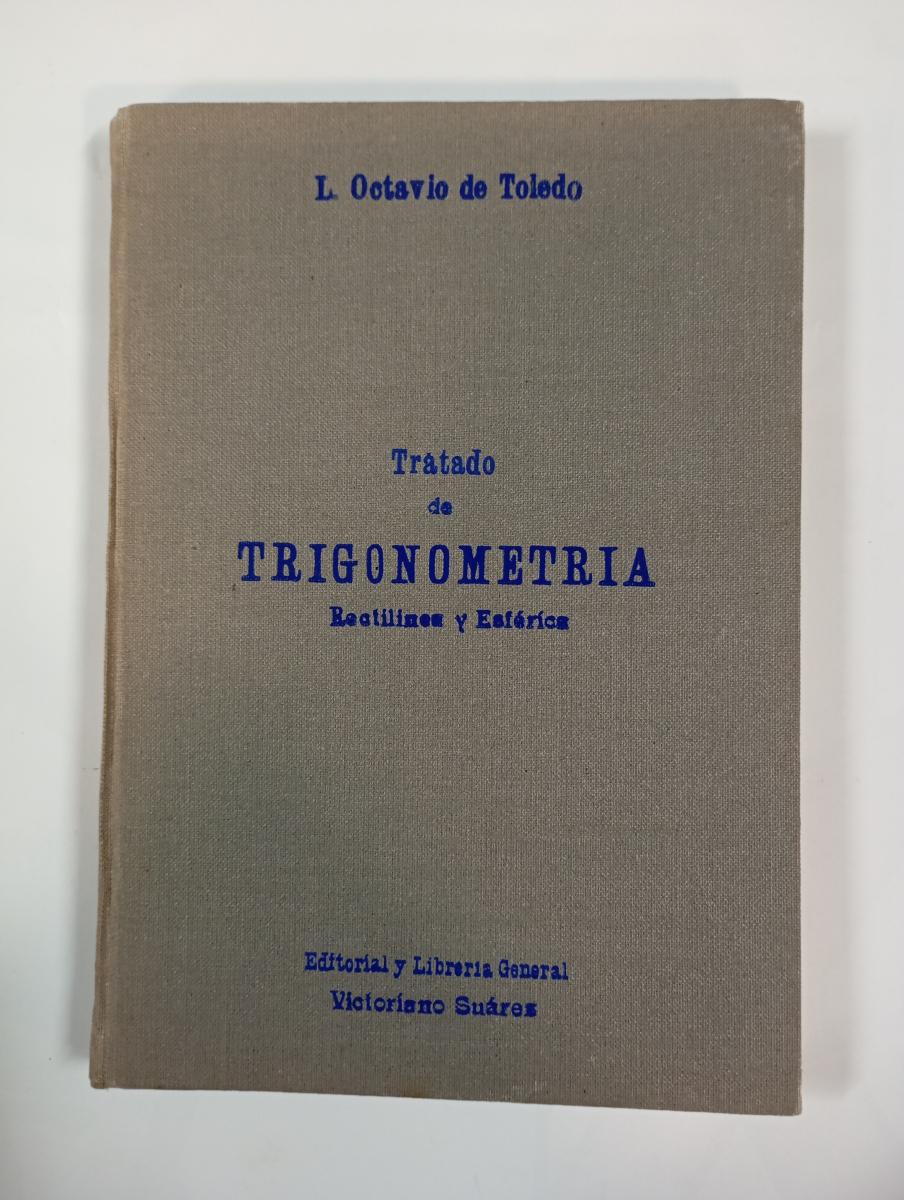 L. Octavio de Toledo
Tratado
de
TRIGONOMETRIA
Rectilinea y Esférica
Editorial y Libreria General
Victoriano Suárez